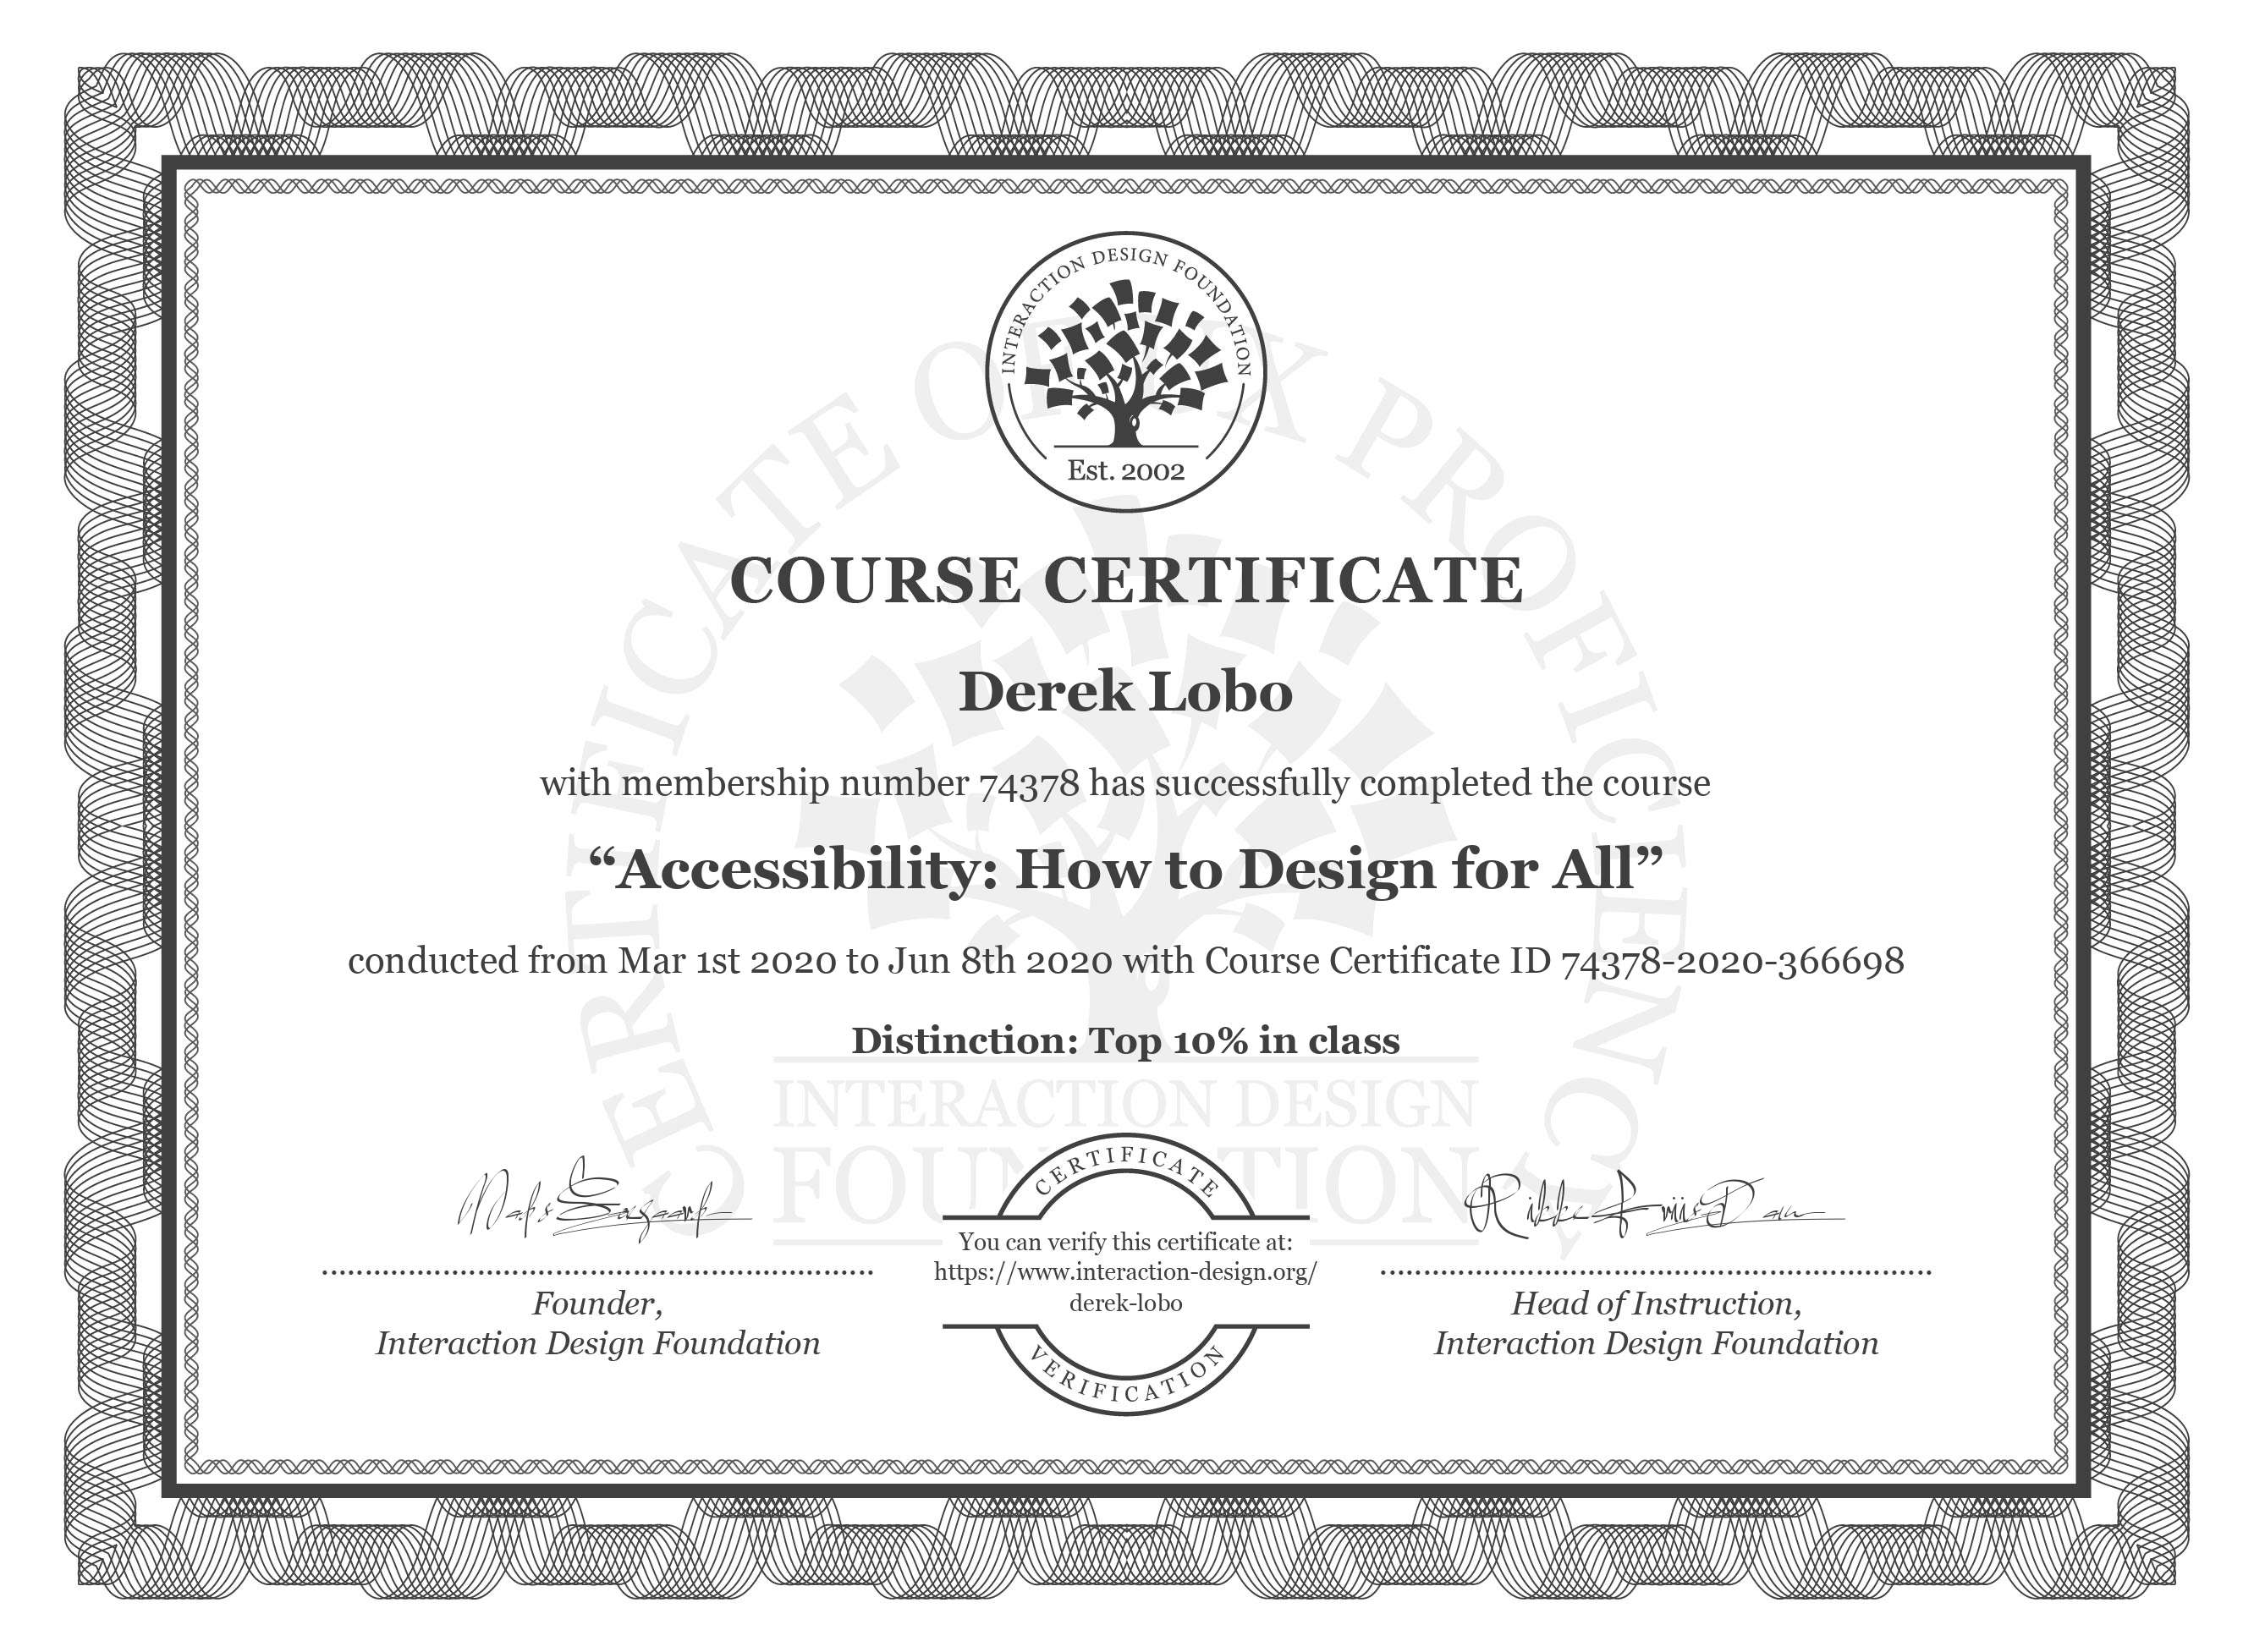 INTERACTION DESIGN FOUNDATION
Est. 2002
CERTIFICATE OF UX PROFICIENCY
COURSE CERTIFICATE
Derek Lobo
with membership number 74378 has successfully completed the course
“Accessibility: How to Design for All”
conducted from Mar 1st 2020 to Jun 8th 2020 with Course Certificate ID 74378-2020-366698
Distinction: Top 10% in class
INTERACTION DESIGN
FOUNDATION
Founder,
Interaction Design Foundation
CERTIFICATE
You can verify this certificate at:
https://www.interaction-design.org/
derek-lobo
VERIFICATION
Rikke Friis Dam
Head of Instruction,
Interaction Design Foundation